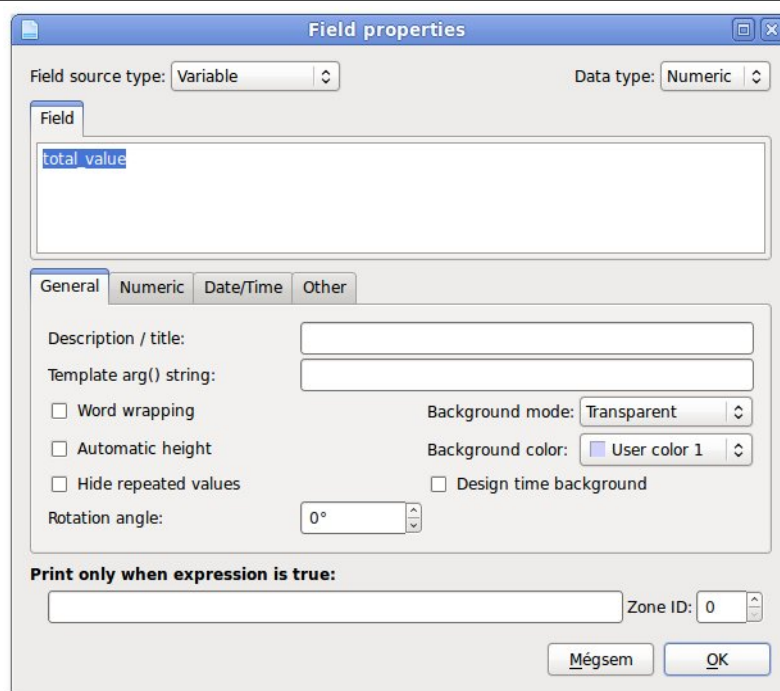 Field properties
Field source type: Variable Data type: Numeric
Field
total_value
General Numeric Date/Time Other
Description / title:
Template arg() string:
Word wrapping Background mode: Transparent
Automatic height Background color: User color 1
Hide repeated values Design time background
Rotation angle: 0°
Print only when expression is true:
Zone ID: 0
Mégsem OK